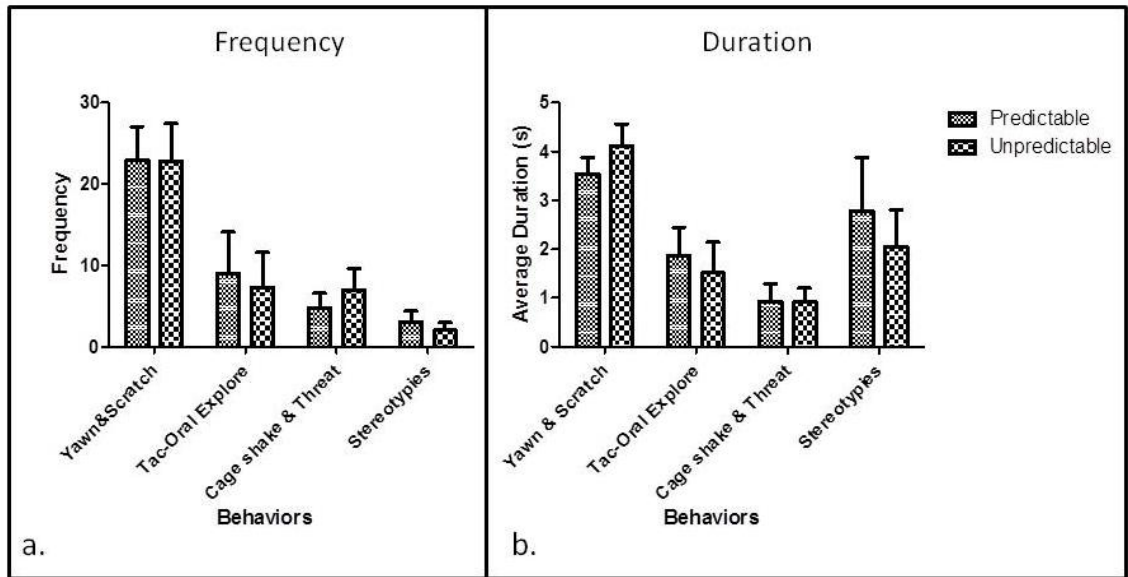 Frequency
30
20
10
0
Frequency
Yawn&Scratch
Tac-Oral Explore
Cage shake & Threat
Stereotypies
Behaviors
a.
Duration
5
4
3
2
1
0
Average Duration (s)
Yawn & Scratch
Tac-Oral Explore
Cage shake & Threat
Stereotypies
Behaviors
b.
Predictable
Unpredictable